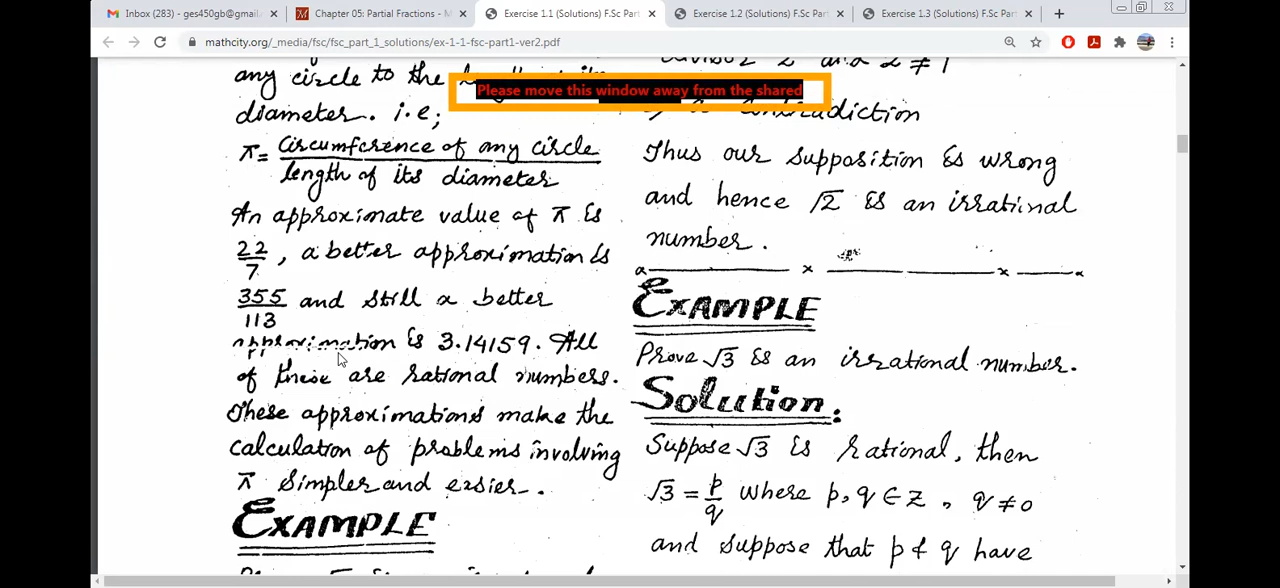 Inbox (283) - ges450gb@gmail.
Chapter 05: Partial Fractions - M
Exercise 1.1 (Solutions) F.Sc Part
Exercise 1.2 (Solutions) F.Sc Par
Exercise 1.3 (Solutions) F.Sc Par
mathcity.org/_media/fsc/fsc_part_1_solutions/ex-1-1-fsc-part1-ver2.pdf
Please move this window away from the shared
any circle to the
diameter. i.e;
π = Circumference of any circle
length of its diameter
An approximate value of π is
22/7, a better approximation is
355/113 and still a better
approximation is 3.14159. All
of these are rational numbers.
These approximations make the
calculation of problems involving
π simpler and easier.
EXAMPLE
and 2 ≠ 1
contradiction
Thus our supposition is wrong
and hence √2 is an irrational
number.
EXAMPLE
Prove √3 is an irrational number.
Solution:
Suppose √3 is rational, then
√3 = p/q where p, q ∈ Z, q ≠ 0
and suppose that p & q have